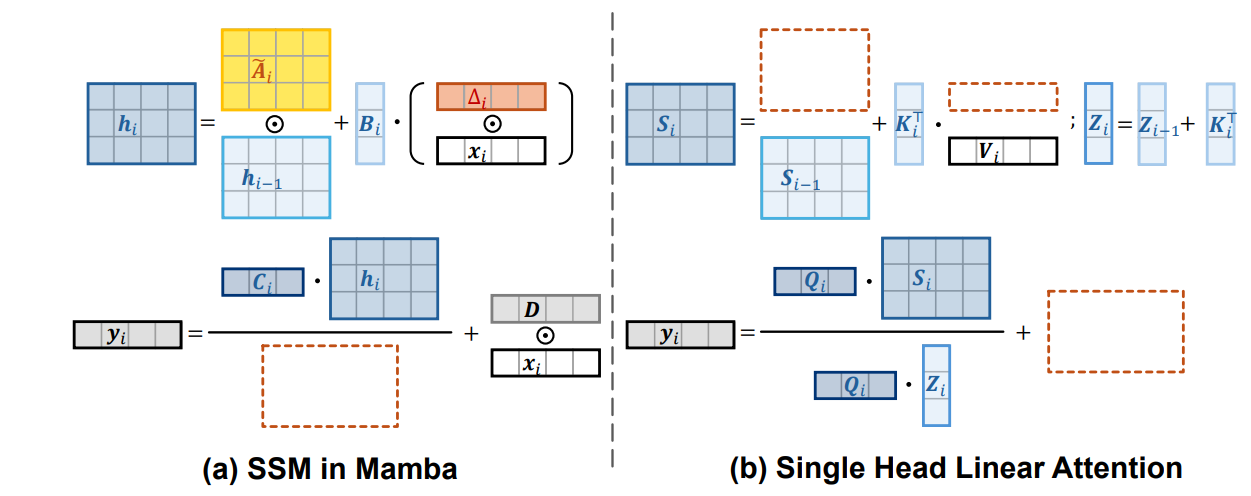 h_i = Ã_i ⊙ h_{i−1} + B_i · ( Δ_i ⊙ x_i )
y_i = C_i · h_i + D ⊙ x_i
(a) SSM in Mamba
S_i = S_{i−1} + K_i^⊤ · V_i ; Z_i = Z_{i−1} + K_i^⊤
y_i = Q_i · S_i / Q_i · Z_i +
(b) Single Head Linear Attention